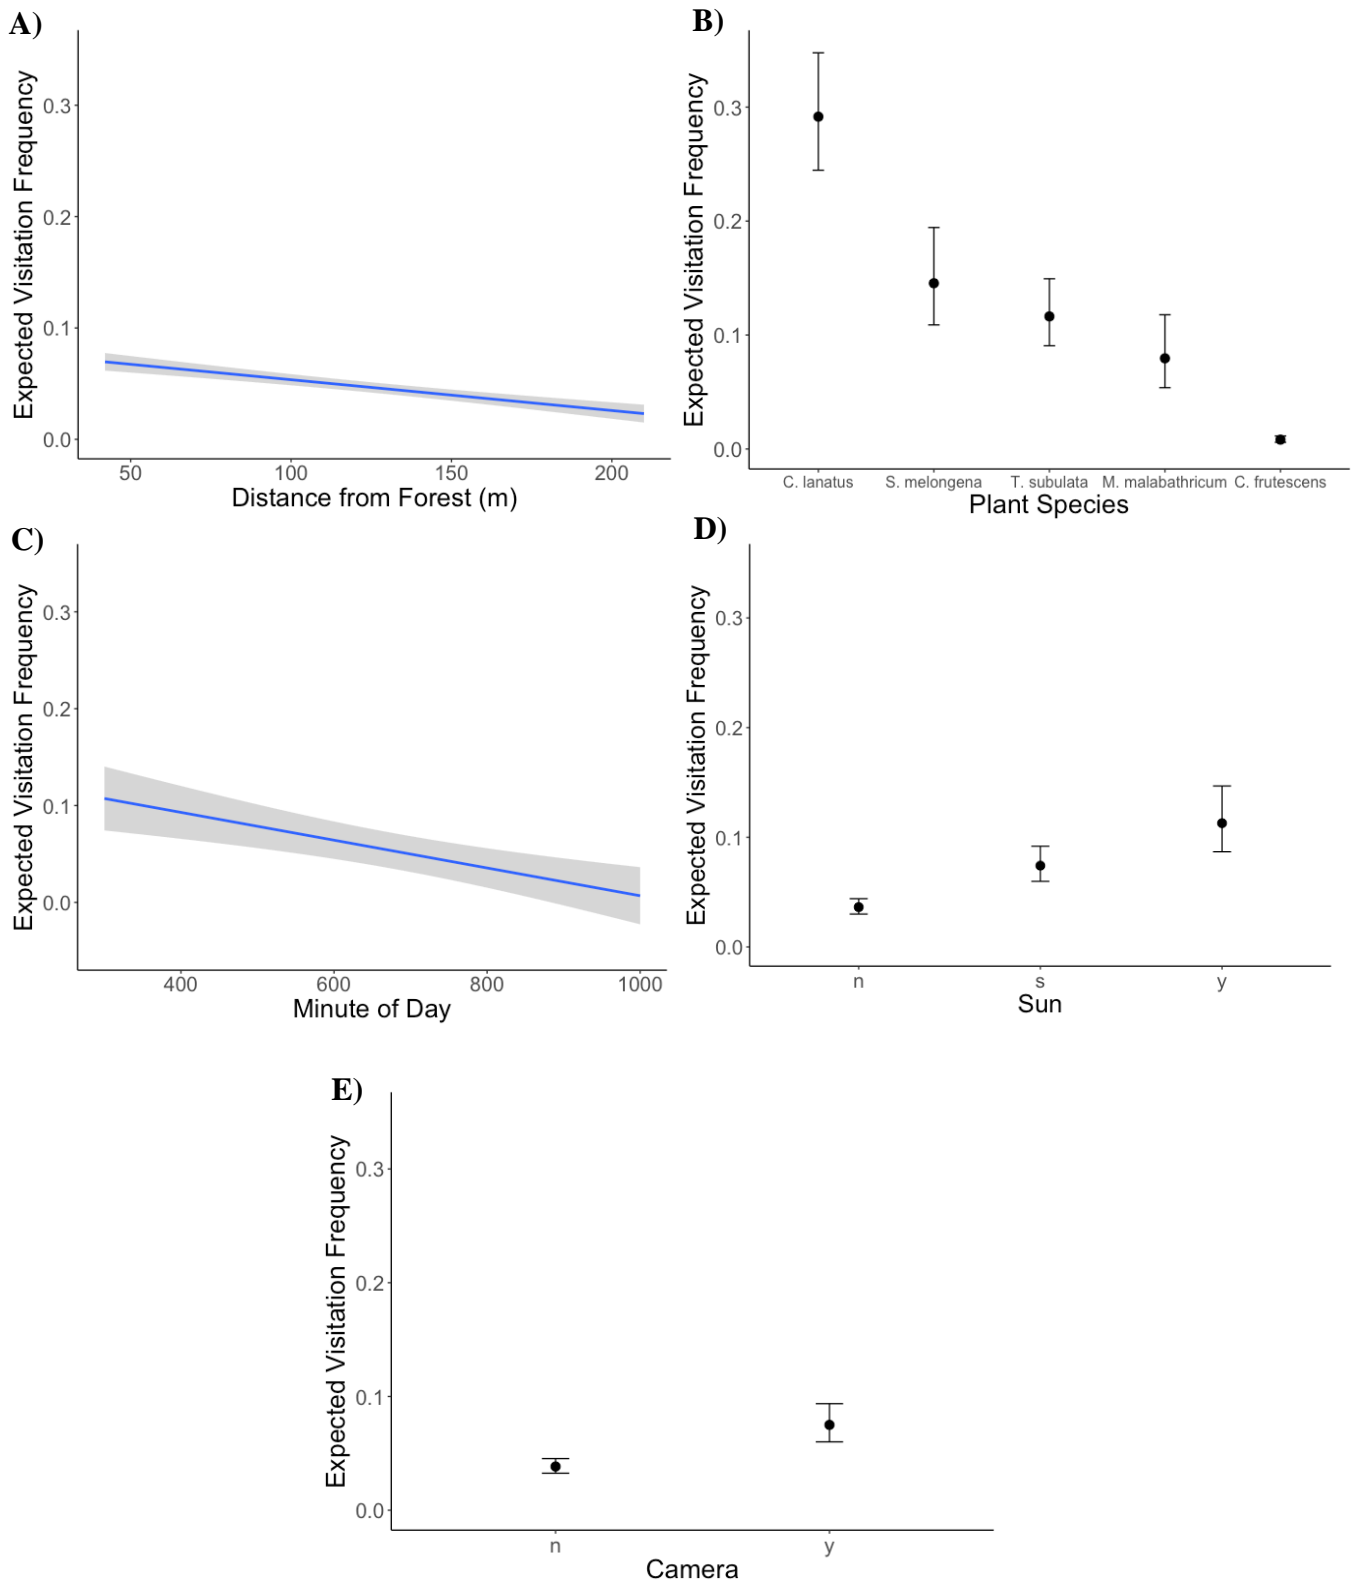 A)
Expected Visitation Frequency
0.3
0.2
0.1
0.0
50 100 150 200
Distance from Forest (m)
B)
Expected Visitation Frequency
0.3
0.2
0.1
0.0
C. lanatus S. melongena T. subulata M. malabathricum C. frutescens
Plant Species
C)
Expected Visitation Frequency
0.3
0.2
0.1
0.0
400 600 800 1000
Minute of Day
D)
Expected Visitation Frequency
0.3
0.2
0.1
0.0
n s y
Sun
E)
Expected Visitation Frequency
0.3
0.2
0.1
0.0
n y
Camera